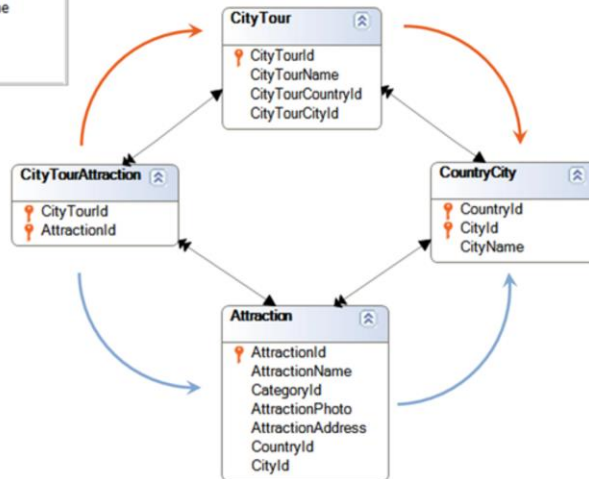 CityTour
CityTourId
CityTourName
CityTourCountryId
CityTourCityId
CityTourAttraction
CityTourId
AttractionId
CountryCity
CountryId
CityId
CityName
Attraction
AttractionId
AttractionName
CategoryId
AttractionPhoto
AttractionAddress
CountryId
CityId